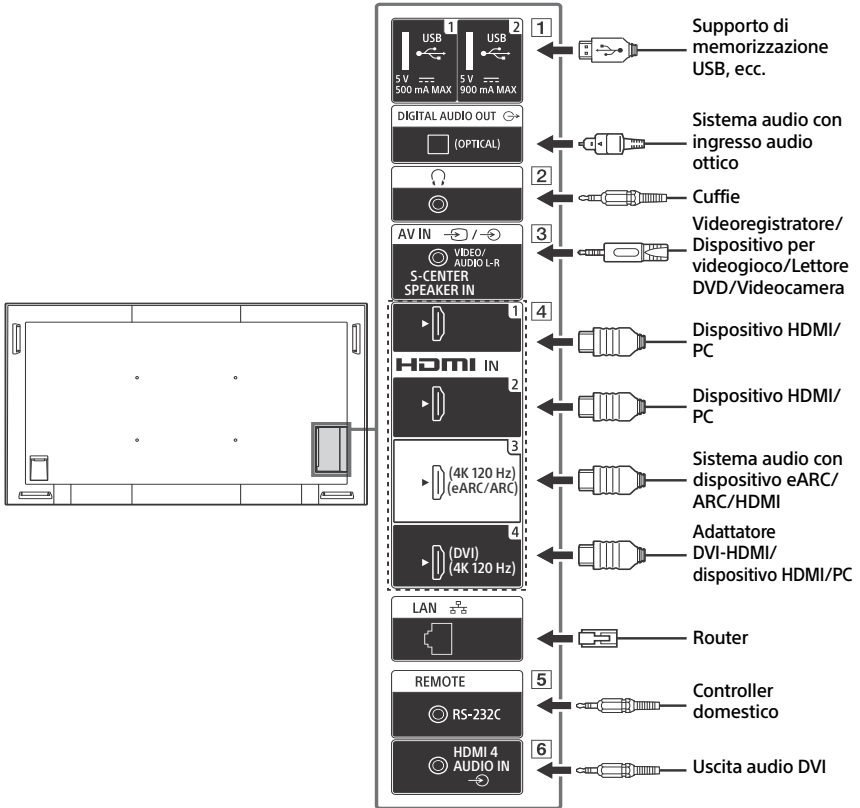 1
USB
2
USB
1
5 V
500 mA MAX
5 V
900 mA MAX
Supporto di
memorizzazione
USB, ecc.
DIGITAL AUDIO OUT
(OPTICAL)
Sistema audio con
ingresso audio
ottico
2
Cuffie
AV IN
/
3
VIDEO/
AUDIO L-R
S-CENTER
SPEAKER IN
Videoregistratore/
Dispositivo per
videogioco/Lettore
DVD/Videocamera
1
4
Dispositivo HDMI/
PC
HDMI IN
2
Dispositivo HDMI/
PC
3
(4K 120 Hz)
(eARC/ARC)
Sistema audio con
dispositivo eARC/
ARC/HDMI
4
(DVI)
(4K 120 Hz)
Adattatore
DVI-HDMI/
dispositivo HDMI/PC
LAN
Router
REMOTE
5
RS-232C
Controller
domestico
6
HDMI 4
AUDIO IN
Uscita audio DVI